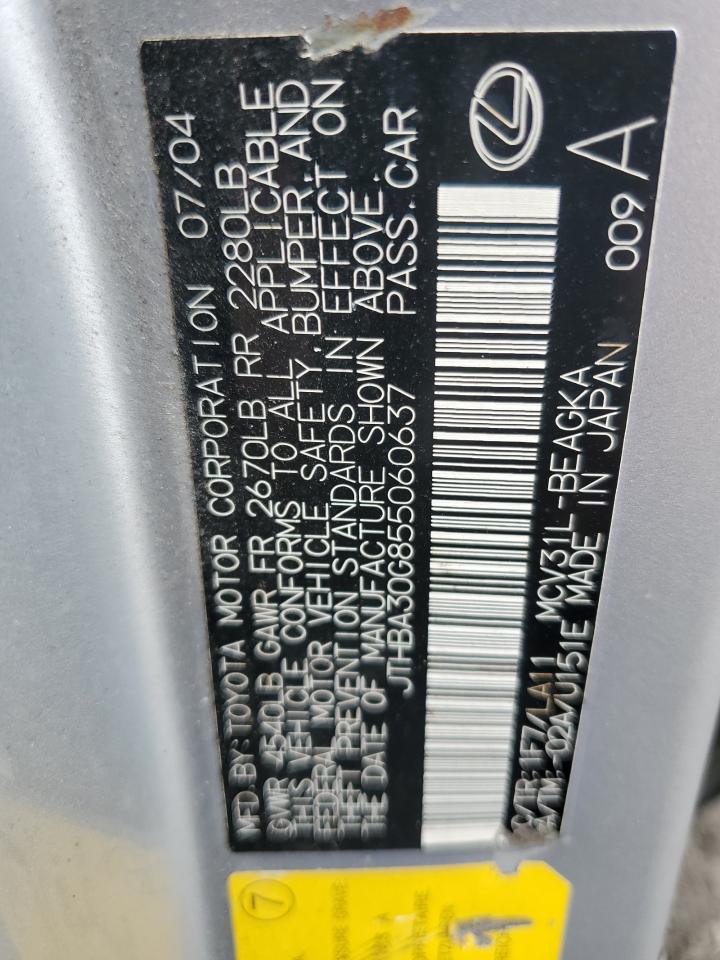 MFD BY: TOYOTA MOTOR CORPORATION 07/04
GVWR 4540LB GAWR FR 2670LB RR 2280LB
THIS VEHICLE CONFORMS TO ALL APPLICABLE
FEDERAL MOTOR VEHICLE SAFETY, BUMPER, AND
THEFT PREVENTION STANDARDS IN EFFECT ON
THE DATE OF MANUFACTURE SHOWN ABOVE.
JTHBA30G855060637 PASS. CAR
C/TR: 1F7/LA11 MCV31L-BEAGKA
A/TM: -02A/U151E MADE IN JAPAN 009 A
7